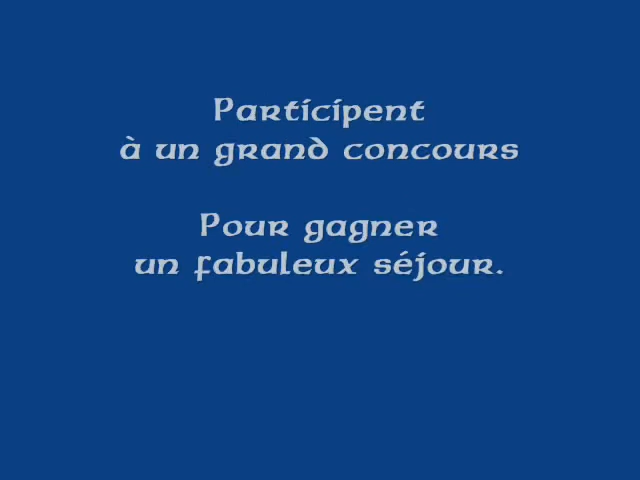 Participent
à un grand concours
Pour gagner
un fabuleux séjour.